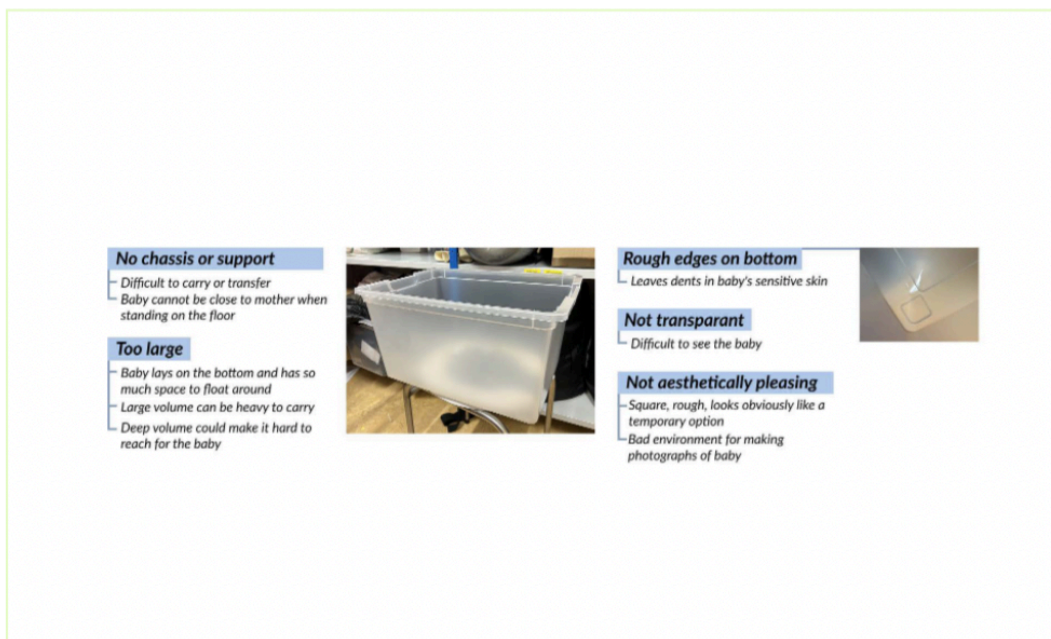 No chassis or support
Difficult to carry or transfer
Baby cannot be close to mother when
standing on the floor
Too large
Baby lays on the bottom and has so
much space to float around
Large volume can be heavy to carry
Deep volume could make it hard to
reach for the baby
Rough edges on bottom
Leaves dents in baby's sensitive skin
Not transparant
Difficult to see the baby
Not aesthetically pleasing
Square, rough, looks obviously like a
temporary option
Bad environment for making
photographs of baby